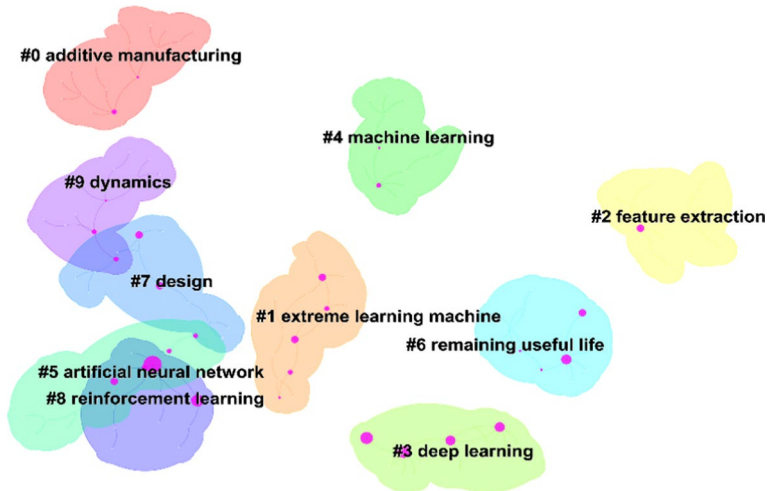 #0 additive manufacturing
#4 machine learning
#9 dynamics
#2 feature extraction
#7 design
#1 extreme learning machine
#6 remaining useful life
#5 artificial neural network
#8 reinforcement learning
#3 deep learning